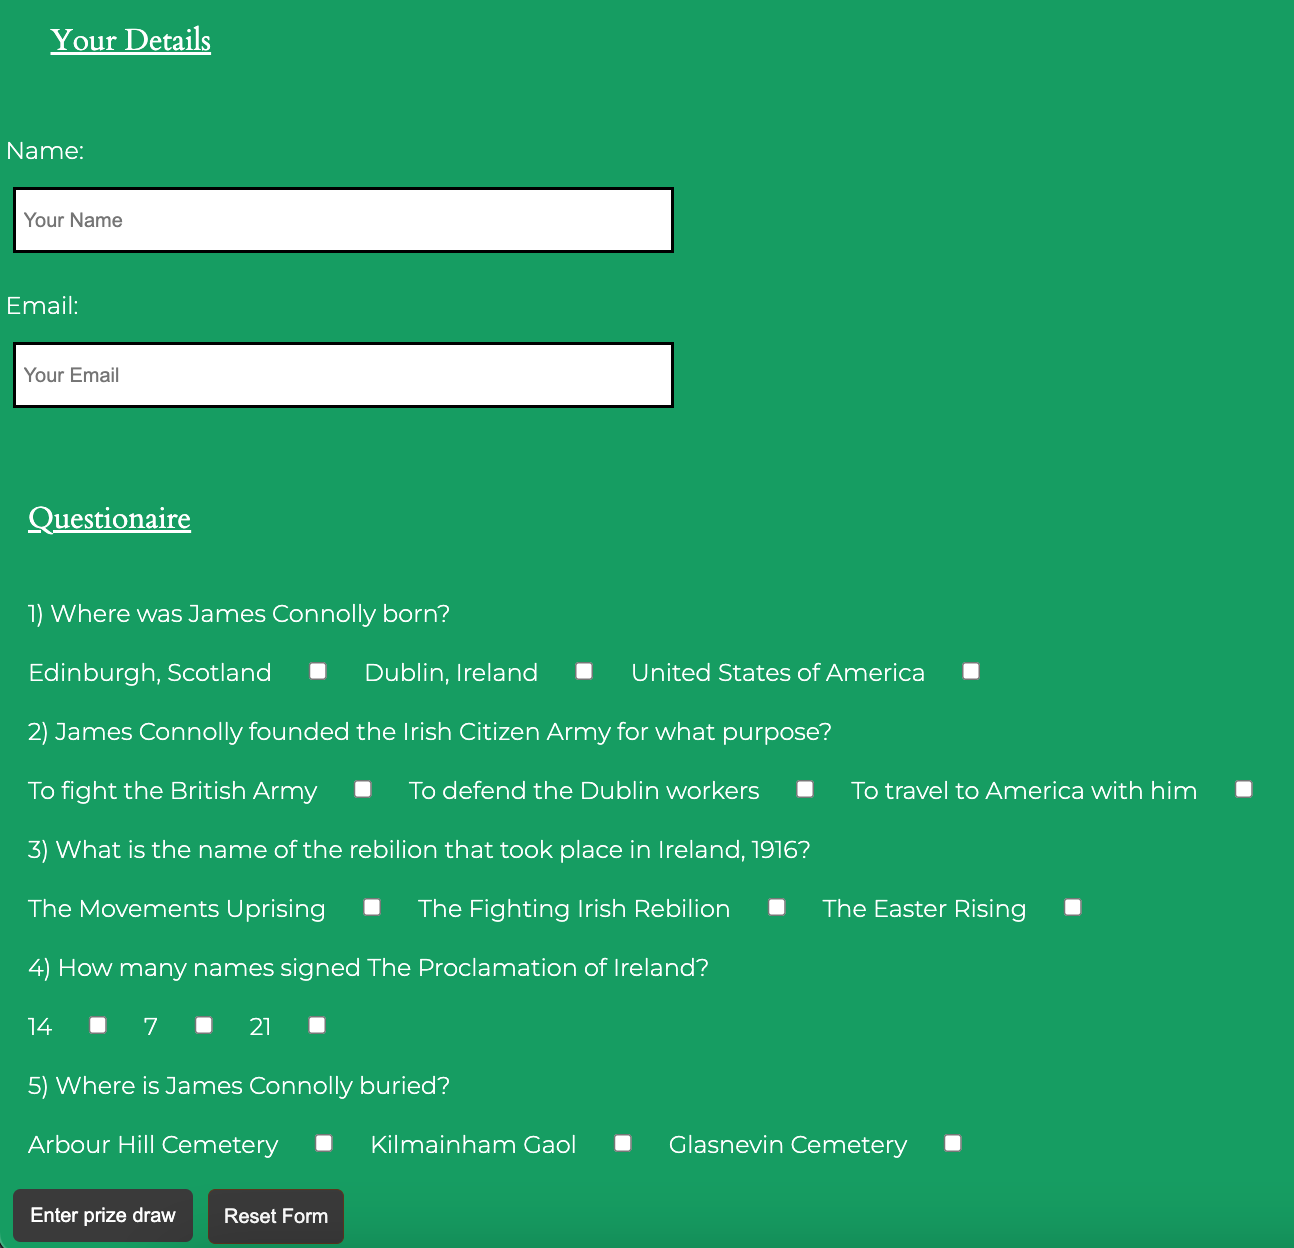 Your Details
Name:
Your Name
Email:
Your Email
Questionaire
1) Where was James Connolly born?
Edinburgh, Scotland Dublin, Ireland United States of America
2) James Connolly founded the Irish Citizen Army for what purpose?
To fight the British Army To defend the Dublin workers To travel to America with him
3) What is the name of the rebilion that took place in Ireland, 1916?
The Movements Uprising The Fighting Irish Rebilion The Easter Rising
4) How many names signed The Proclamation of Ireland?
14 7 21
5) Where is James Connolly buried?
Arbour Hill Cemetery Kilmainham Gaol Glasnevin Cemetery
Enter prize draw Reset Form